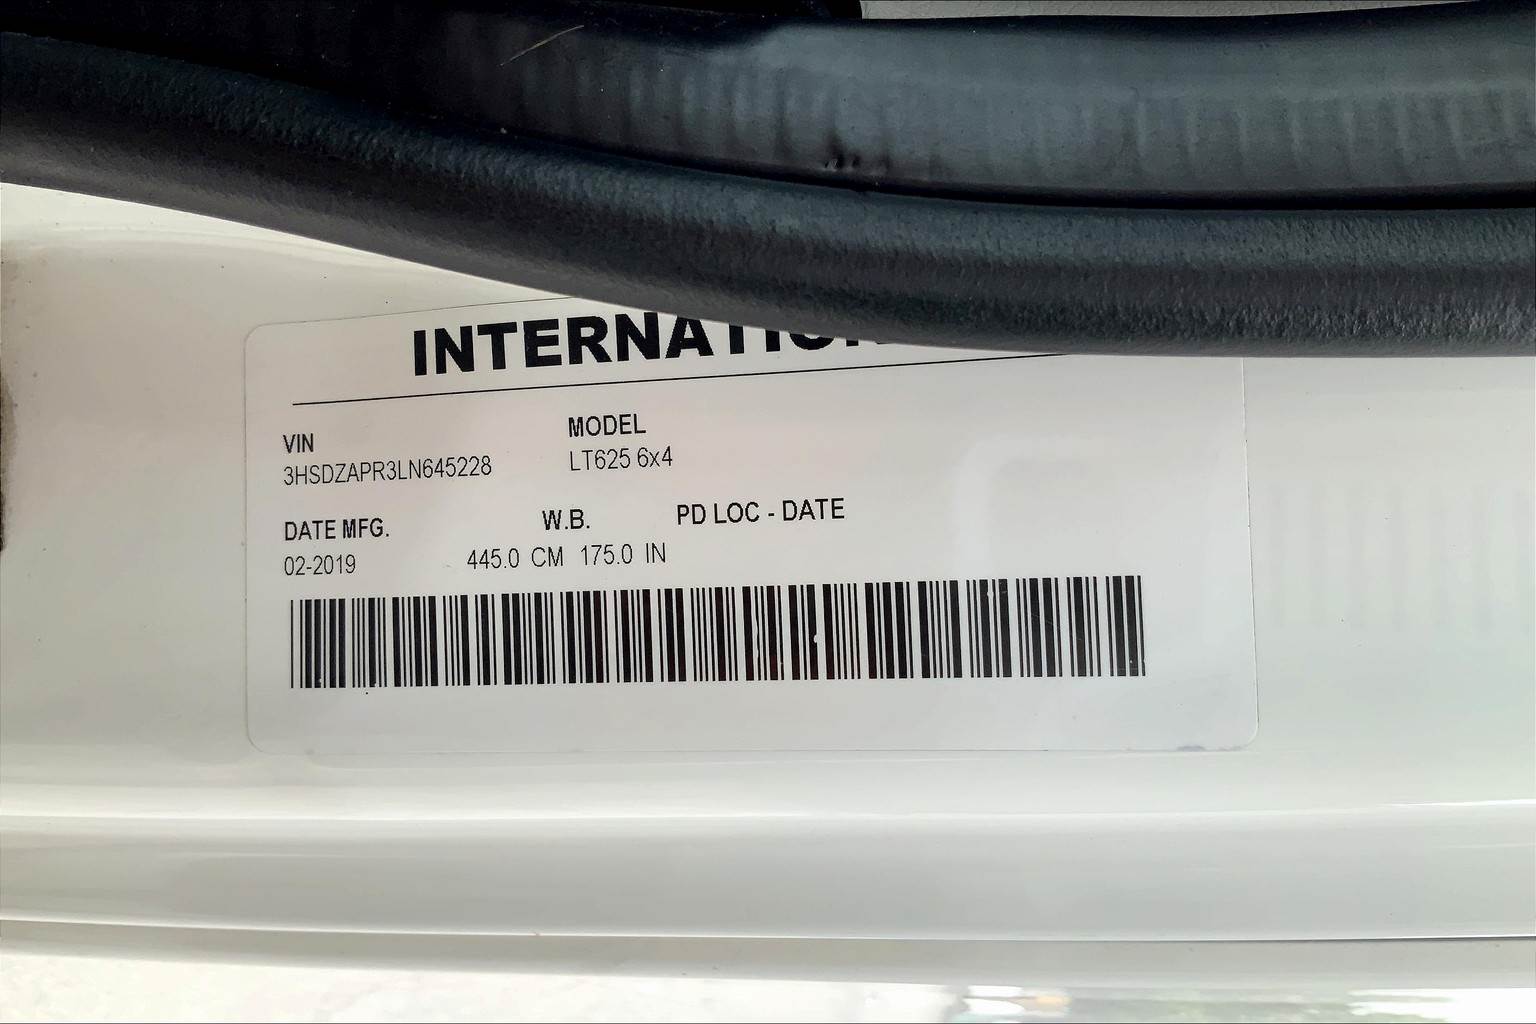 INTERNATIO
VIN
3HSDZAPR3LN645228
MODEL
LT625 6x4
DATE MFG.
02-2019
W.B.
445.0 CM 175.0 IN
PD LOC - DATE